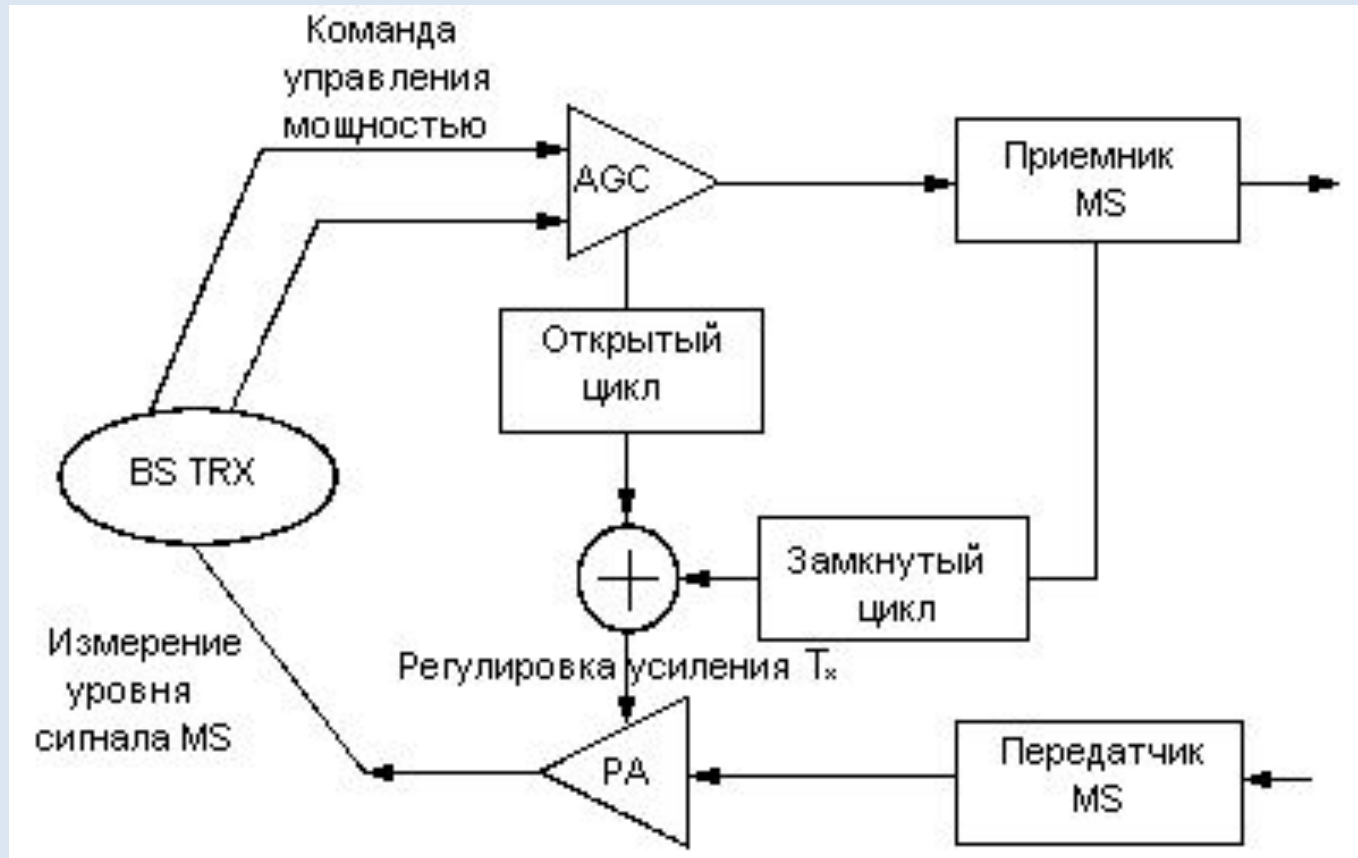 Команда
управления
мощностью
AGC
Приемник
MS
Открытый
цикл
BS TRX
Замкнутый
цикл
Измерение
уровня
сигнала MS
Регулировка усиления Tx
PA
Передатчик
MS